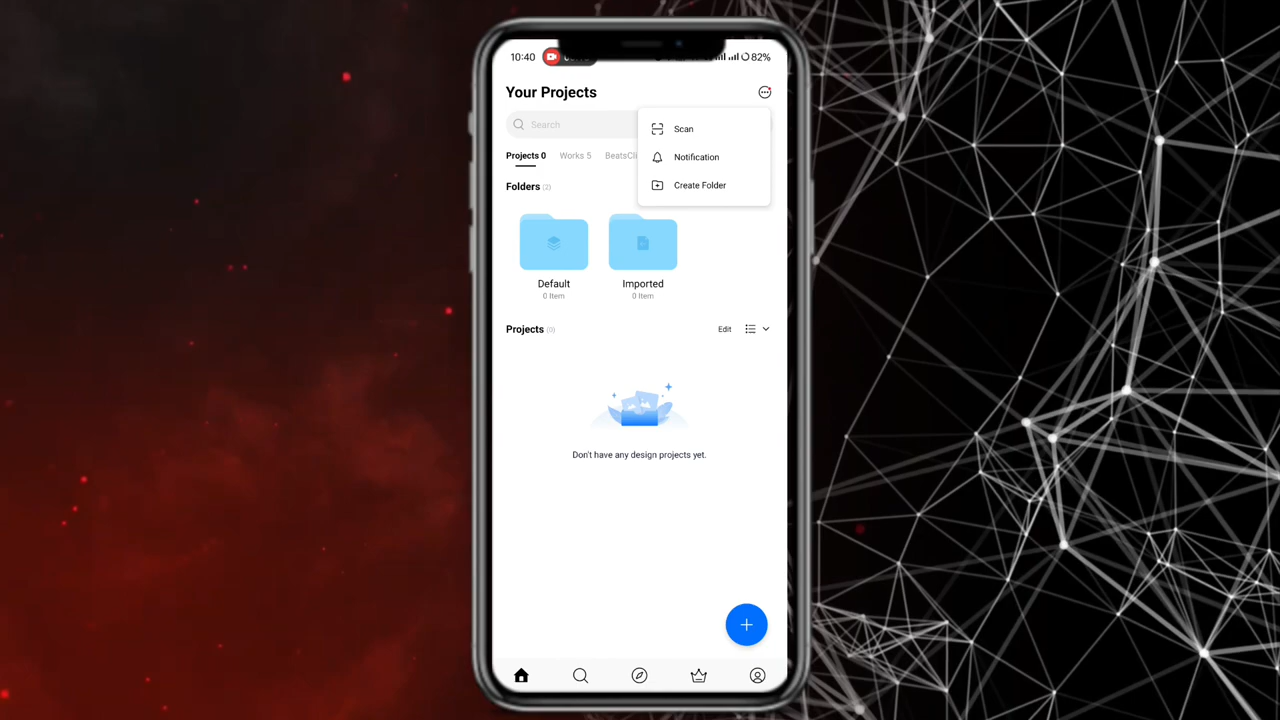 10:40
82%
Your Projects
Search
Scan
Notification
Create Folder
Projects 0 Works 5 BeatsCli
Folders (2)
Default
0 Item
Imported
0 Item
Projects (0)
Edit
Don't have any design projects yet.